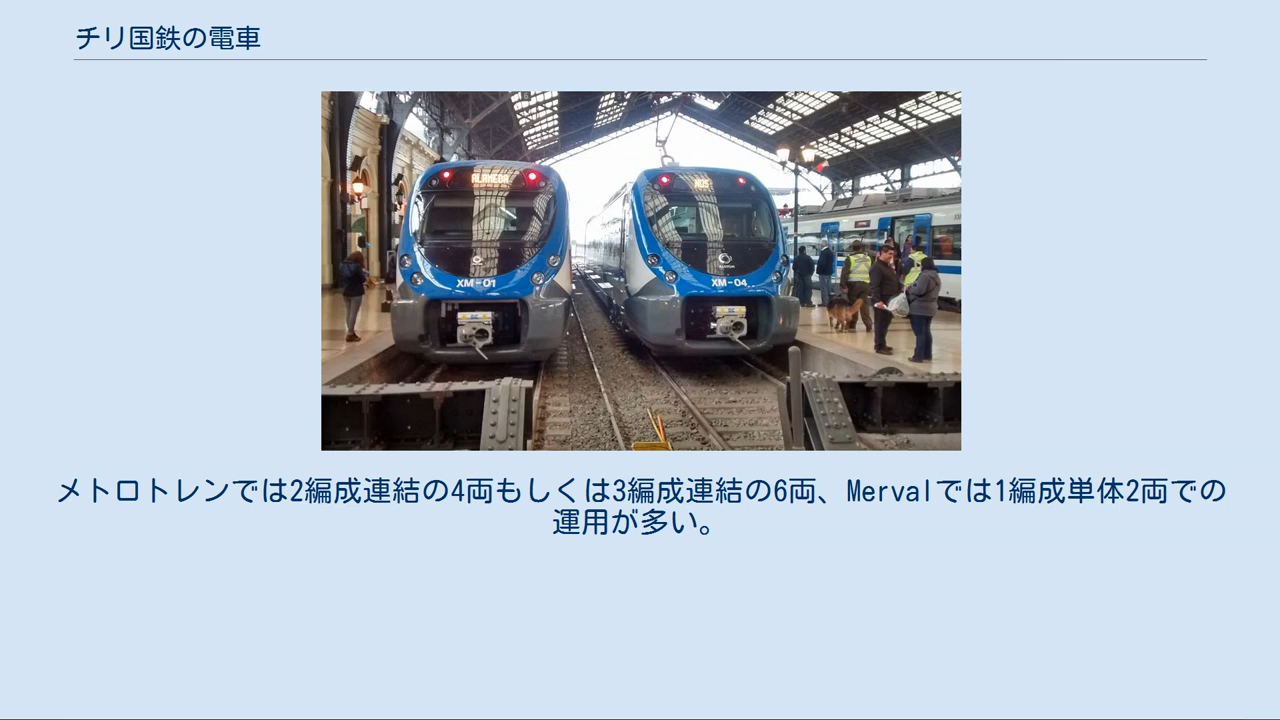 チリ国鉄の電車
ALAMEDA
NOS
XM-01
XM-04
メトロトレンでは2編成連結の4両もしくは3編成連結の6両、Mervalでは1編成単体2両での
運用が多い。